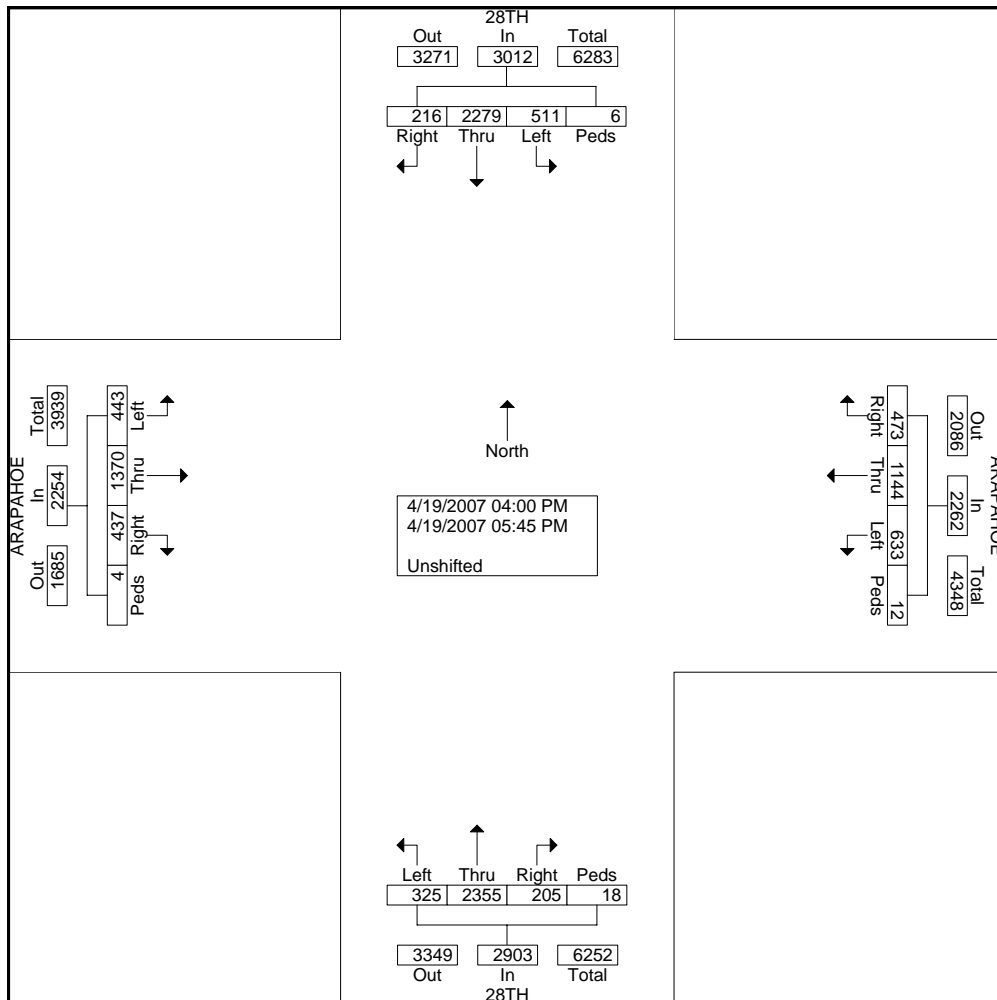 28TH
Out In Total
3271 3012 6283
216 2279 511 6
Right Thru Left Peds
ARAPAHOE
Total In Out
3939 2254 1685
443 1370 437 4
Left Thru Right Peds
North
4/19/2007 04:00 PM
4/19/2007 05:45 PM
Unshifted
ARAPAHOE
Out In Total
2086 2262 4348
473 1144 633 12
Right Thru Left Peds
Left Thru Right Peds
325 2355 205 18
3349 2903 6252
Out In Total
28TH